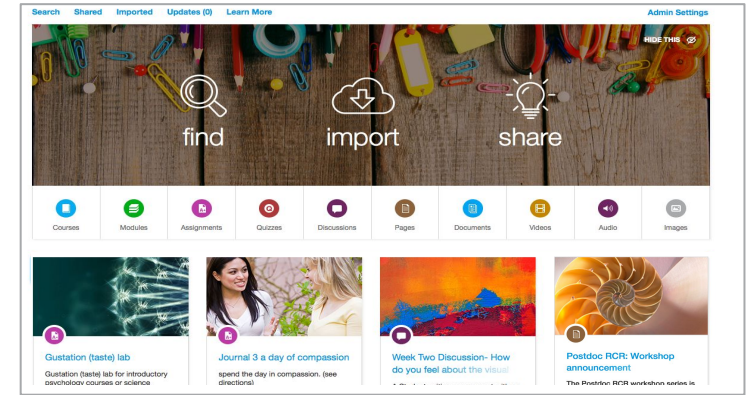 Search Shared Imported Updates (0) Learn More Admin Settings
HIDE THIS
find import share
Courses Modules Assignments Quizzes Discussions Pages Documents Videos Audio Images
Gustation (taste) lab
Gustation (taste) lab for introductory
psychology courses or science
Journal 3 a day of compassion
spend the day in compassion. (see
directions)
Week Two Discussion- How
do you feel about the visual
Postdoc RCR: Workshop
announcement
The Postdoc RCR workshop series is